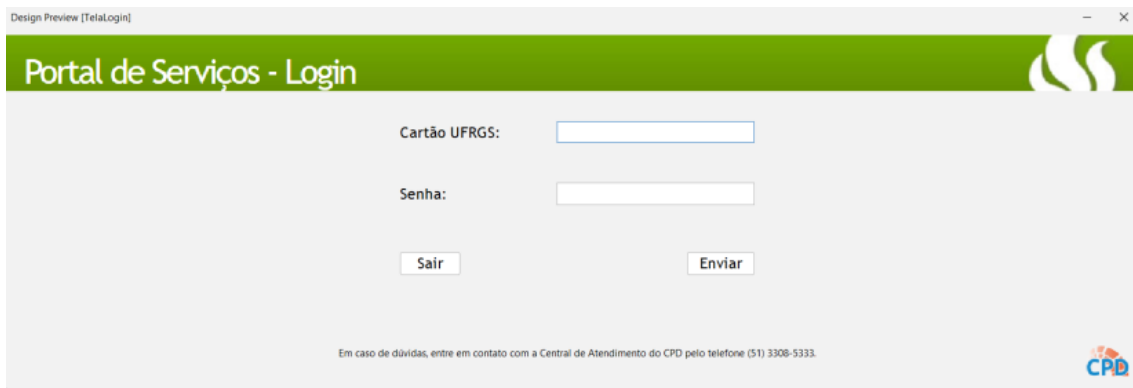 Design Preview [TelaLogin]
Portal de Serviços - Login
Cartão UFRGS:
Senha:
Sair Enviar
Em caso de dúvidas, entre em contato com a Central de Atendimento do CPD pelo telefone (51) 3308-5333.
CPD